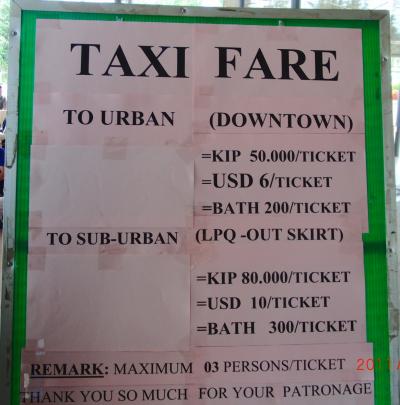 TAXI FARE
TO URBAN (DOWNTOWN)
=KIP 50.000/TICKET
=USD 6/TICKET
=BATH 200/TICKET
TO SUB-URBAN (LPQ -OUT SKIRT)
=KIP 80.000/TICKET
=USD 10/TICKET
=BATH 300/TICKET
REMARK: MAXIMUM 03 PERSONS/TICKET
THANK YOU SO MUCH FOR YOUR PATRONAGE